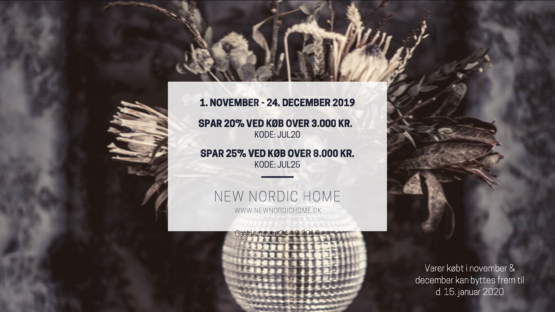 1. NOVEMBER - 24. DECEMBER 2019
SPAR 20% VED KØB OVER 3.000 KR.
KODE: JUL20
SPAR 25% VED KØB OVER 8.000 KR.
KODE: JUL25
NEW NORDIC HOME
WWW.NEWNORDICHOME.DK
Varer købt i november &
december kan byttes frem til
d. 15. januar 2020